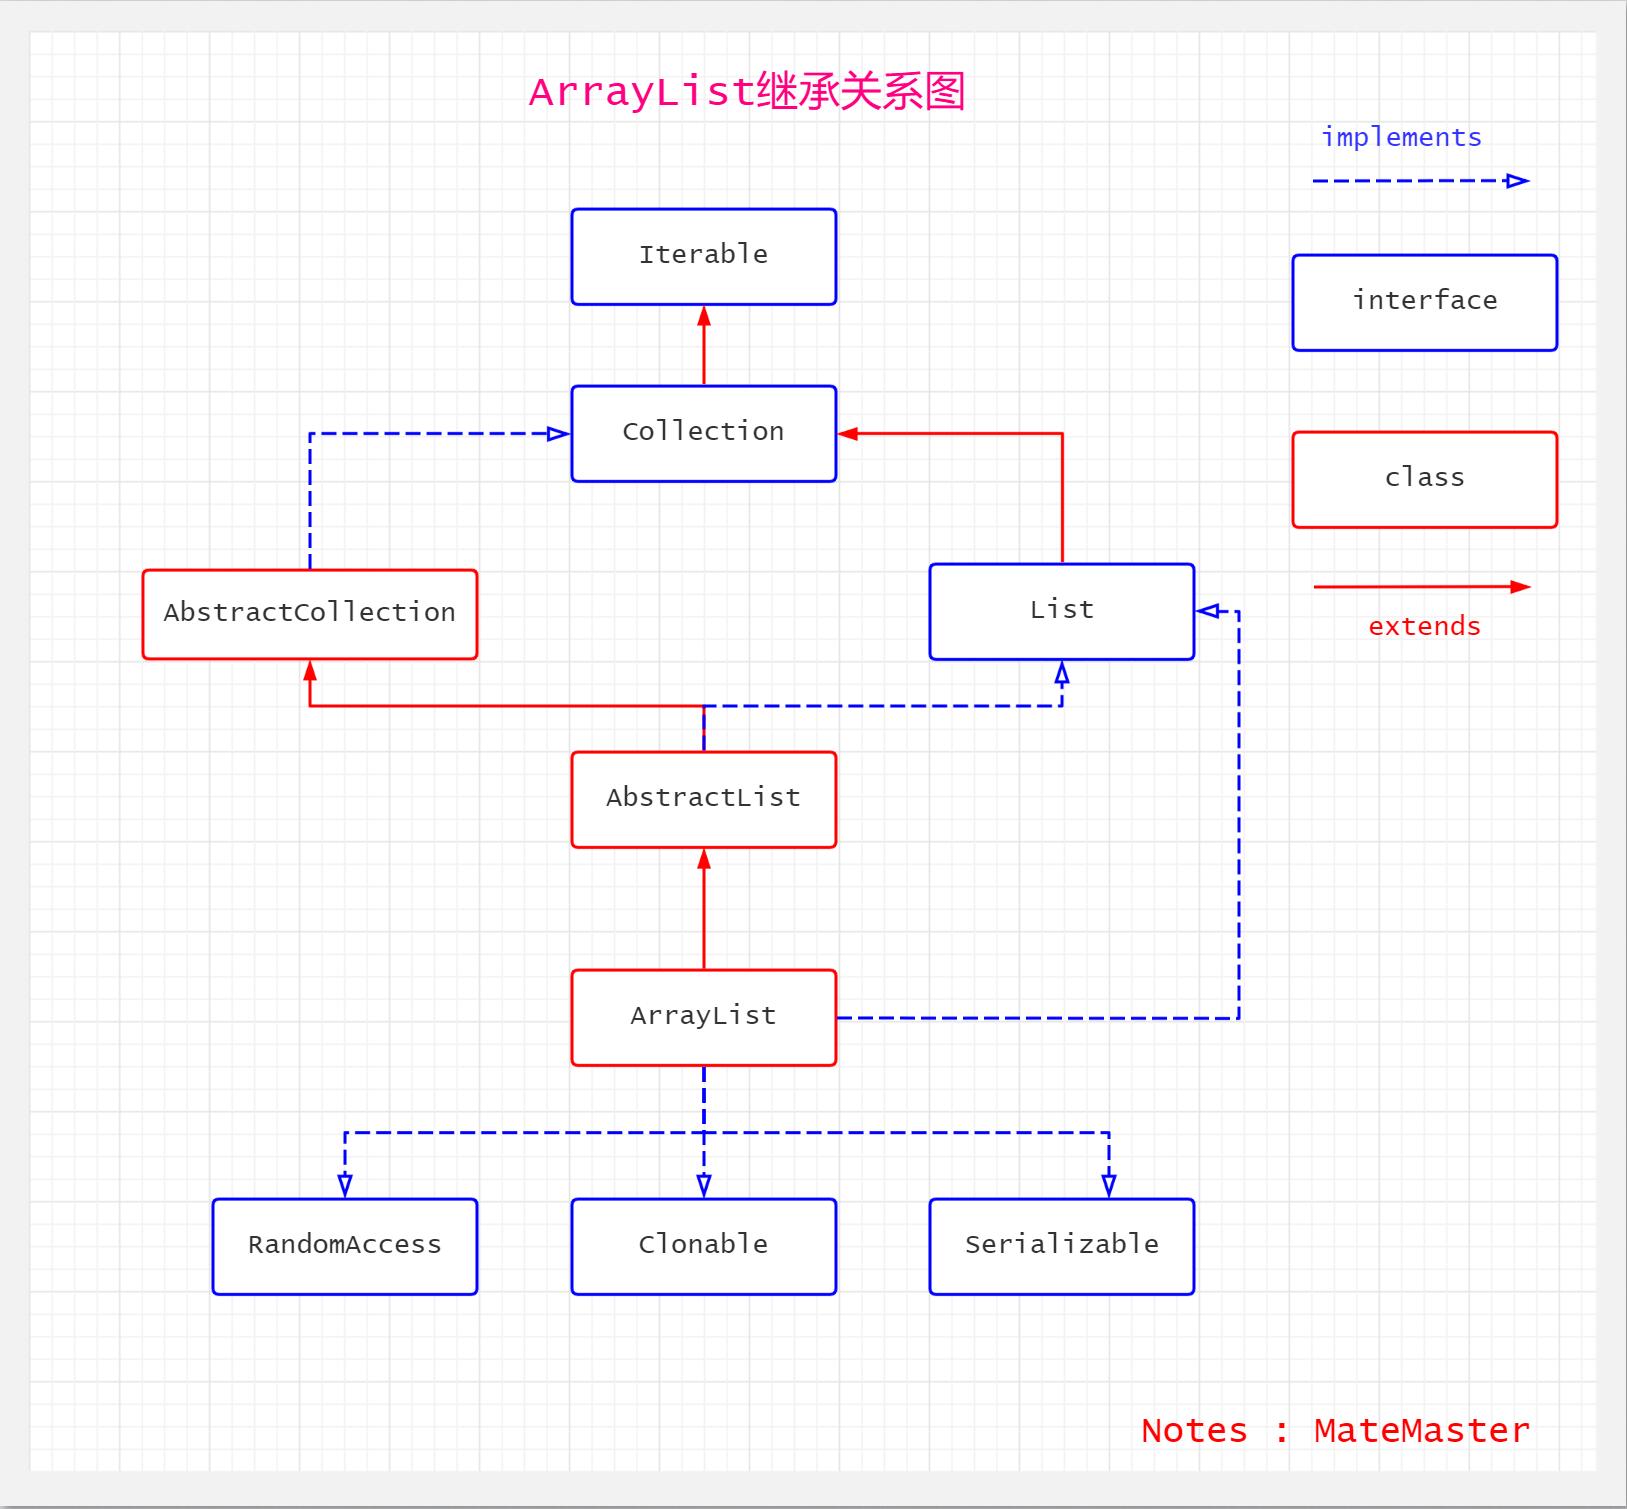 ArrayList继承关系图
implements
Iterable
interface
Collection
class
AbstractCollection
List
extends
AbstractList
ArrayList
RandomAccess
Clonable
Serializable
Notes : MateMaster